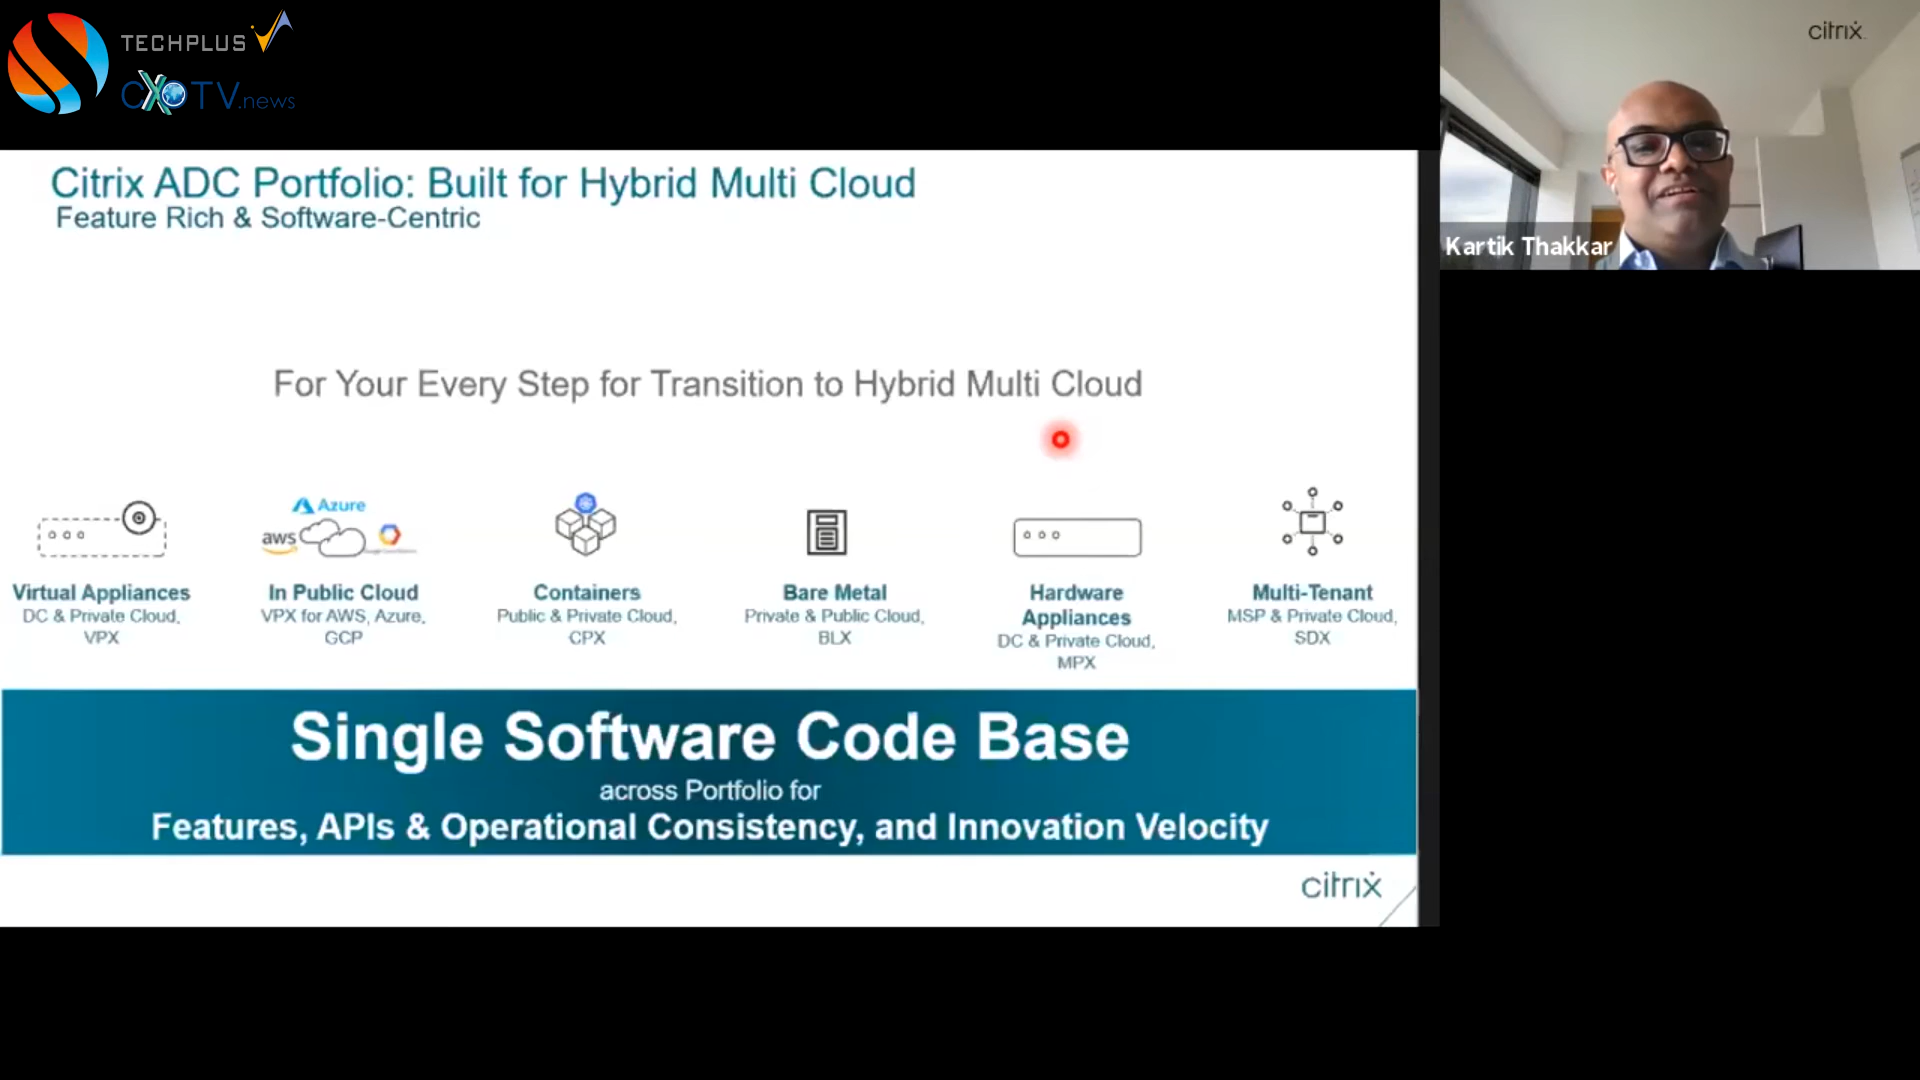 TECHPLUS
CXOTV.news
citrix
Kartik Thakkar
Citrix ADC Portfolio: Built for Hybrid Multi Cloud
Feature Rich & Software-Centric
For Your Every Step for Transition to Hybrid Multi Cloud
Azure
aws
Virtual Appliances
DC & Private Cloud,
VPX
In Public Cloud
VPX for AWS, Azure,
GCP
Containers
Public & Private Cloud,
CPX
Bare Metal
Private & Public Cloud,
BLX
Hardware
Appliances
DC & Private Cloud,
MPX
Multi-Tenant
MSP & Private Cloud,
SDX
Single Software Code Base
across Portfolio for
Features, APIs & Operational Consistency, and Innovation Velocity
citrix